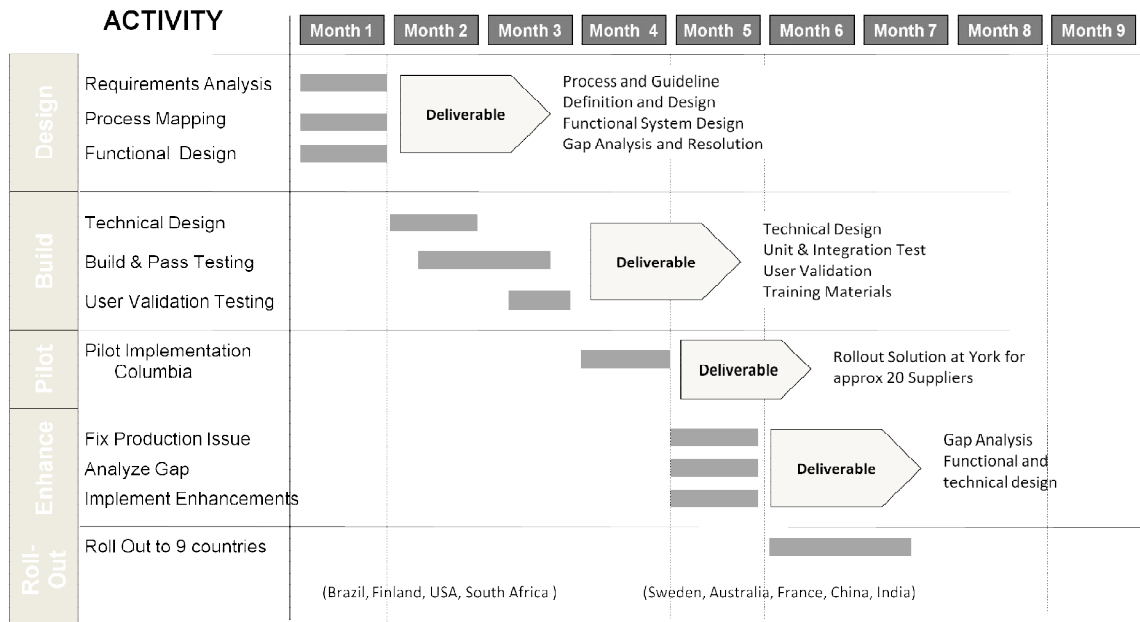 ACTIVITY
Month 1
Month 2
Month 3
Month 4
Month 5
Month 6
Month 7
Month 8
Month 9
Design
Requirements Analysis
Process Mapping
Functional Design
Deliverable
Process and Guideline
Definition and Design
Functional System Design
Gap Analysis and Resolution
Build
Technical Design
Build & Pass Testing
User Validation Testing
Deliverable
Technical Design
Unit & Integration Test
User Validation
Training Materials
Pilot
Pilot Implementation
Columbia
Deliverable
Rollout Solution at York for
approx 20 Suppliers
Enhance
Fix Production Issue
Analyze Gap
Implement Enhancements
Deliverable
Gap Analysis
Functional and
technical design
Roll-
Out
Roll Out to 9 countries
(Brazil, Finland, USA, South Africa )
(Sweden, Australia, France, China, India)